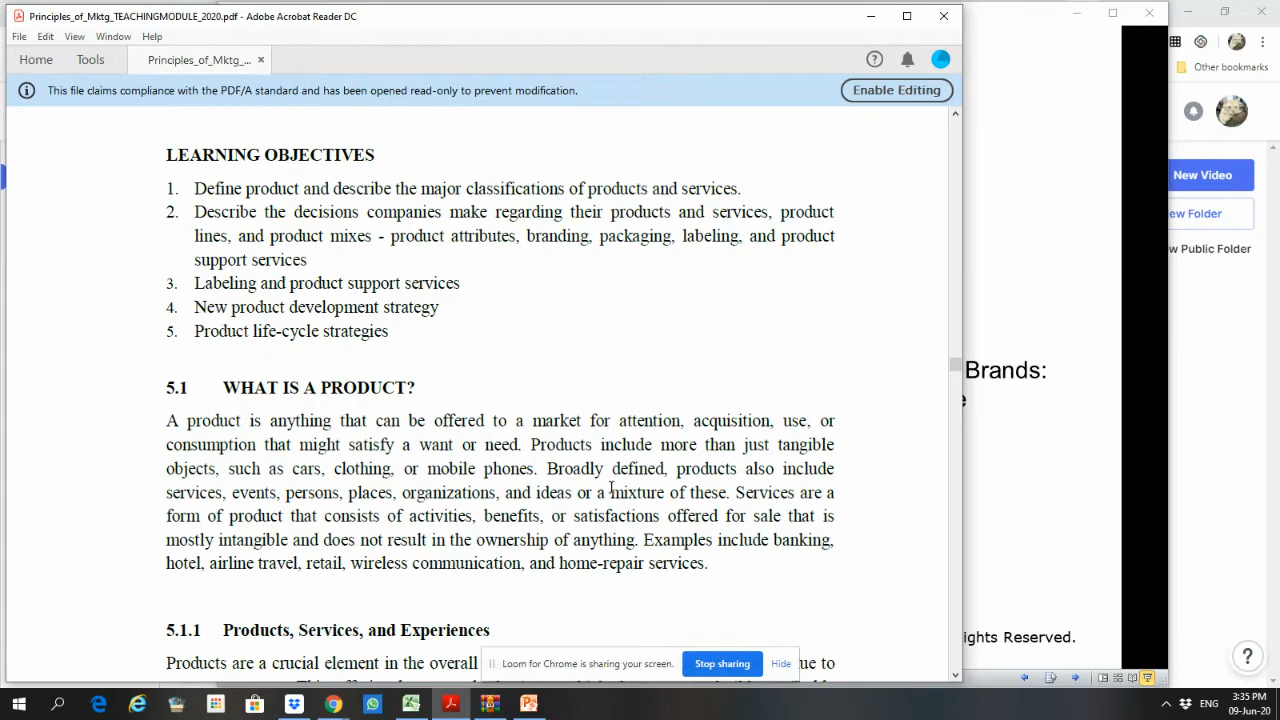 Principles_of_Mktg_TEACHINGMODULE_2020.pdf - Adobe Acrobat Reader DC
File Edit View Window Help
Home Tools Principles_of_Mktg_... ×
Other bookmarks
This file claims compliance with the PDF/A standard and has been opened read-only to prevent modification. Enable Editing
LEARNING OBJECTIVES
1. Define product and describe the major classifications of products and services.
2. Describe the decisions companies make regarding their products and services, product
lines, and product mixes - product attributes, branding, packaging, labeling, and product
support services
3. Labeling and product support services
4. New product development strategy
5. Product life-cycle strategies
5.1 WHAT IS A PRODUCT?
A product is anything that can be offered to a market for attention, acquisition, use, or
consumption that might satisfy a want or need. Products include more than just tangible
objects, such as cars, clothing, or mobile phones. Broadly defined, products also include
services, events, persons, places, organizations, and ideas or a mixture of these. Services are a
form of product that consists of activities, benefits, or satisfactions offered for sale that is
mostly intangible and does not result in the ownership of anything. Examples include banking,
hotel, airline travel, retail, wireless communication, and home-repair services.
5.1.1 Products, Services, and Experiences
Products are a crucial element in the overall
ue to
New Video
ew Folder
w Public Folder
Brands:
e
ights Reserved.
Loom for Chrome is sharing your screen. Stop sharing Hide
ENG
3:35 PM
09-Jun-20